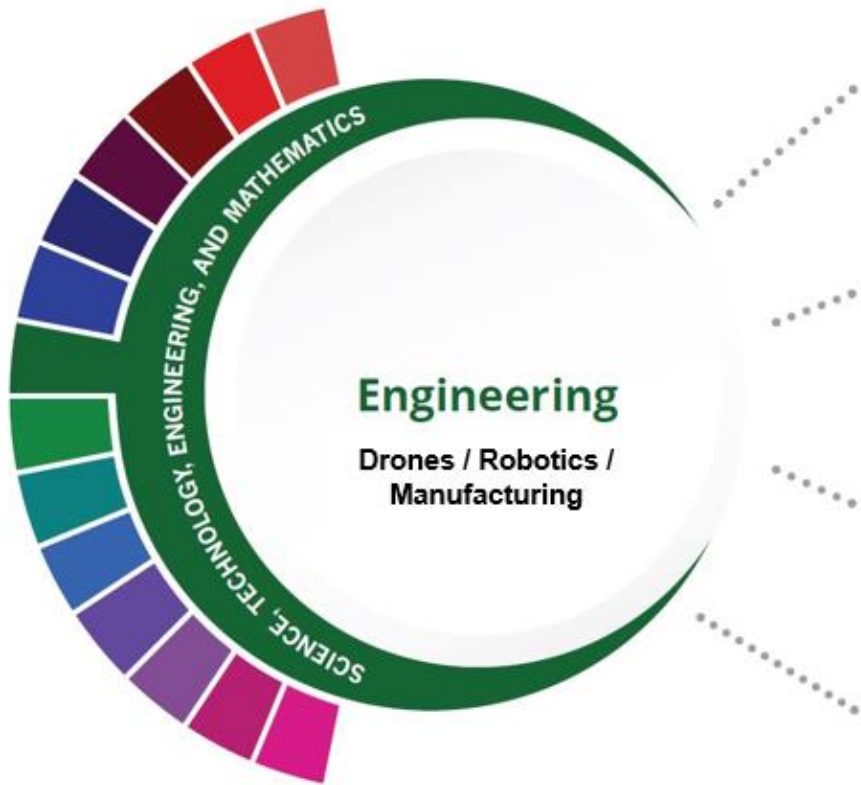 SCIENCE, TECHNOLOGY, ENGINEERING, AND MATHEMATICS
Engineering
Drones / Robotics /
Manufacturing